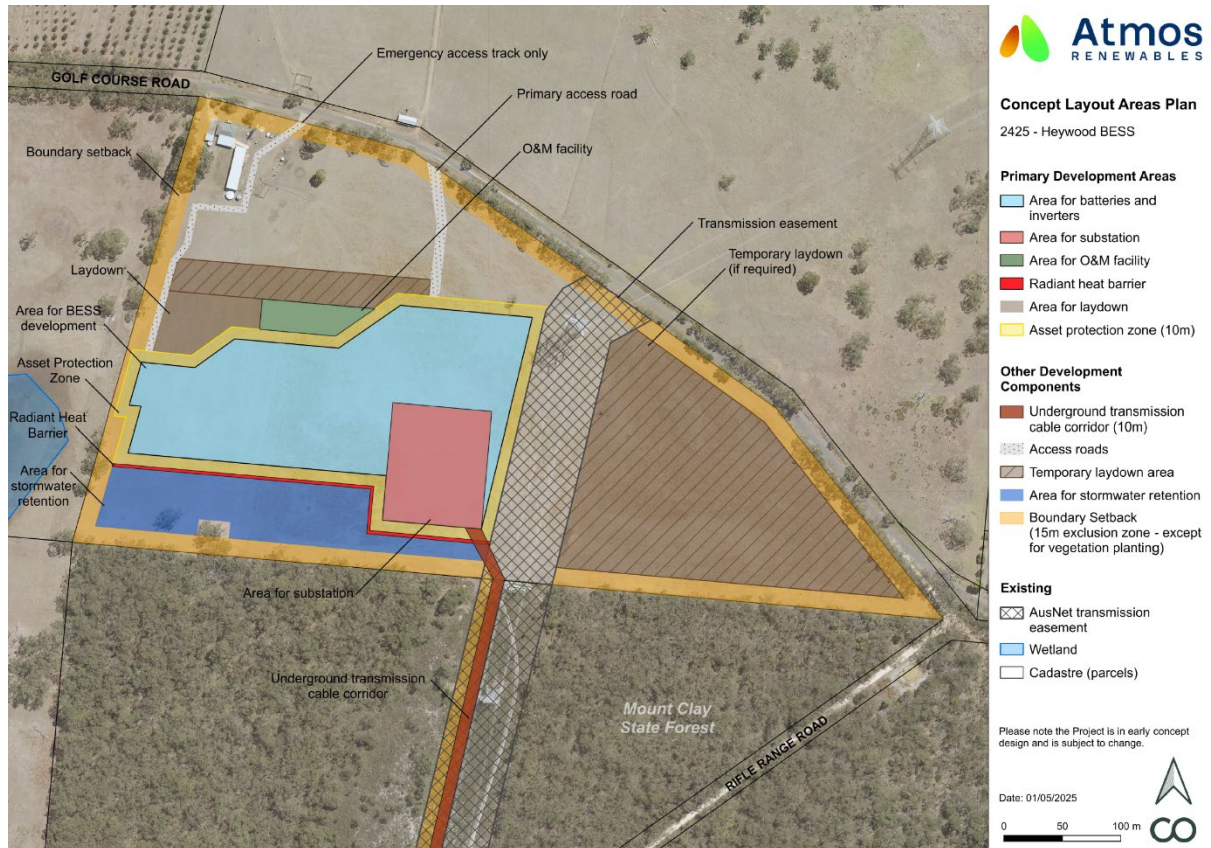 Emergency access track only
GOLF COURSE ROAD
Primary access road
Boundary setback
O&M facility
Transmission easement
Temporary laydown
(if required)
Laydown
Area for BESS
development
Asset Protection
Zone
Radiant Heat
Barrier
Area for
stormwater
retention
Area for substation
Underground transmission
cable corridor
Mount Clay
State Forest
RIFLE RANGE ROAD
Atmos
RENEWABLES
Concept Layout Areas Plan
2425 - Heywood BESS
Primary Development Areas
Area for batteries and
inverters
Area for substation
Area for O&M facility
Radiant heat barrier
Area for laydown
Asset protection zone (10m)
Other Development
Components
Underground transmission
cable corridor (10m)
Access roads
Temporary laydown area
Area for stormwater retention
Boundary Setback
(15m exclusion zone - except
for vegetation planting)
Existing
AusNet transmission
easement
Wetland
Cadastre (parcels)
Please note the Project is in early concept
design and is subject to change.
Date: 01/05/2025
0 50 100 m
CO